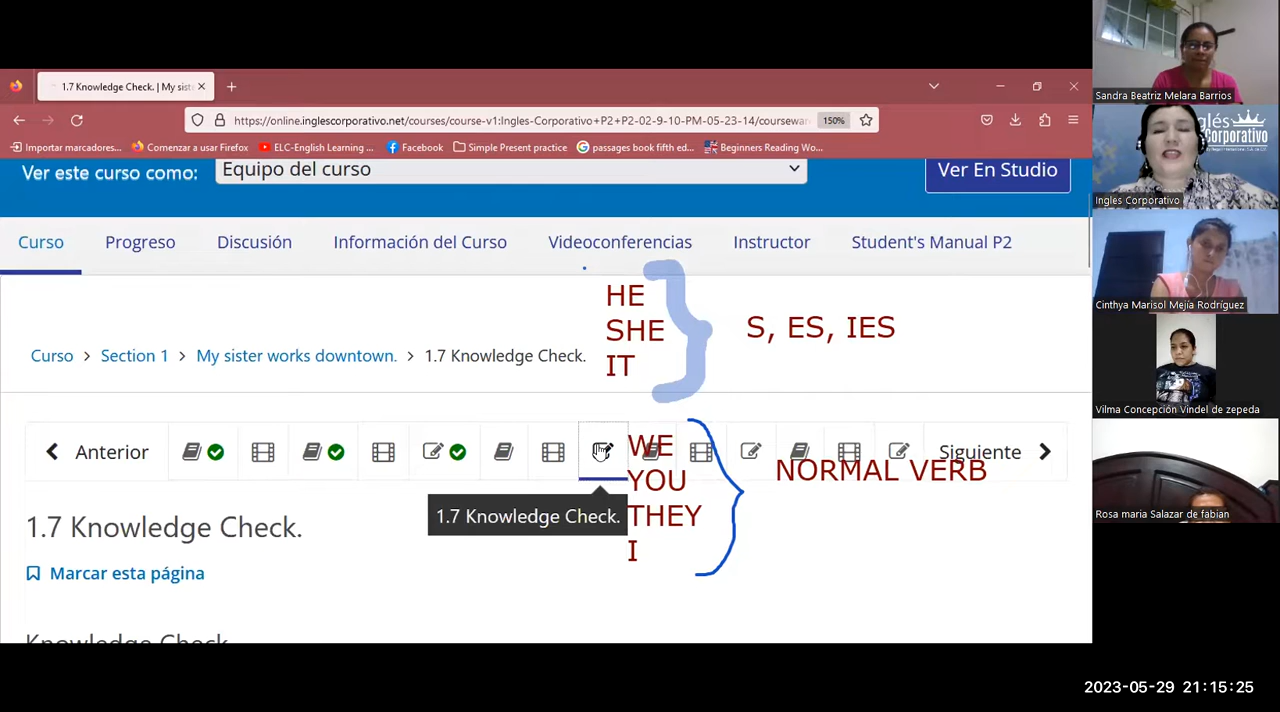 1.7 Knowledge Check. | My sist
https://online.inglescorporativo.net/courses/course-v1:Ingles-Corporativo+P2+P2-02-9-10-PM-05-23-14/coursewar
150%
Importar marcadores...
Comenzar a usar Firefox
ELC-English Learning ...
Facebook
Simple Present practice
passages book fifth ed...
Beginners Reading Wo...
Ver este curso como:
Equipo del curso
Ver En Studio
Curso
Progreso
Discusión
Información del Curso
Videoconferencias
Instructor
Student's Manual P2
HE
SHE
IT
S, ES, IES
Curso > Section 1 > My sister works downtown. > 1.7 Knowledge Check.
Anterior
Siguiente
WE
YOU
THEY
I
NORMAL VERB
1.7 Knowledge Check.
1.7 Knowledge Check.
Marcar esta página
Knowledge Check
Sandra Beatriz Melara Barrios
Inglés Corporativo
Cinthya Marisol Mejía Rodríguez
Vilma Concepción Vindel de zepeda
Rosa maria Salazar de fabian
2023-05-29 21:15:25